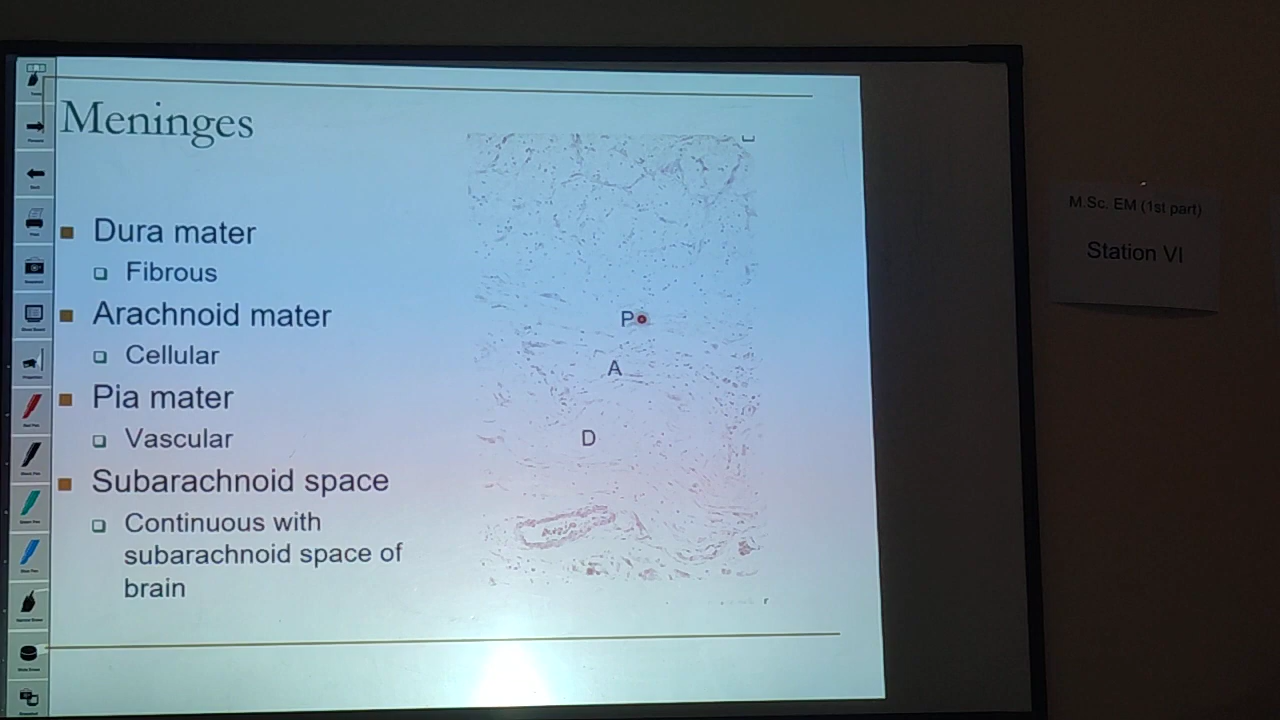 Meninges
Dura mater
Fibrous
Arachnoid mater
Cellular
Pia mater
Vascular
Subarachnoid space
Continuous with
subarachnoid space of
brain
P
A
D
M.Sc. EM (1st part)
Station VI